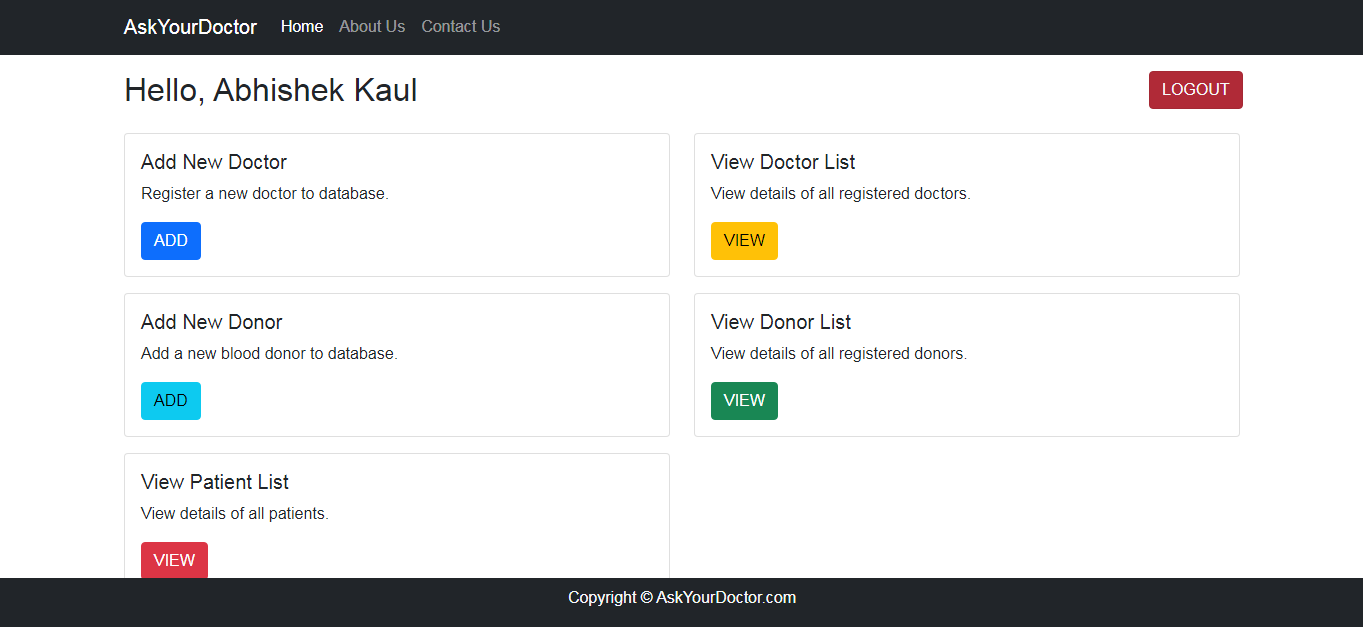 AskYourDoctor Home About Us Contact Us
Hello, Abhishek Kaul
LOGOUT
Add New Doctor
Register a new doctor to database.
ADD
View Doctor List
View details of all registered doctors.
VIEW
Add New Donor
Add a new blood donor to database.
ADD
View Donor List
View details of all registered donors.
VIEW
View Patient List
View details of all patients.
VIEW
Copyright © AskYourDoctor.com